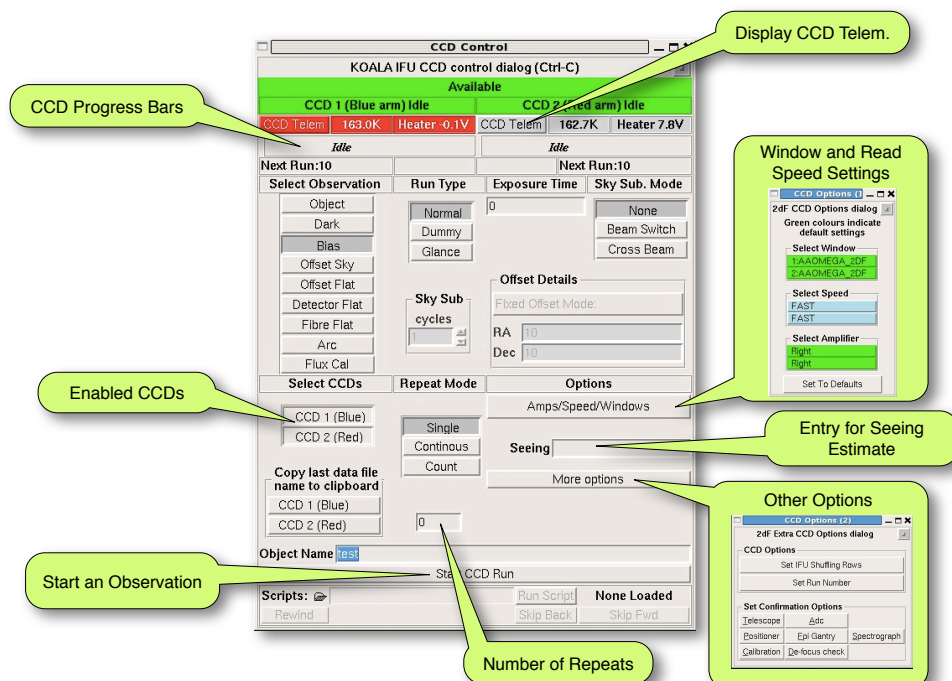 Display CCD Telem.
CCD Control
KOALA IFU CCD control dialog (Ctrl-C)
Available
CCD 1 (Blue arm) Idle
CCD 2 (Red arm) Idle
CCD Telem
163.0K
Heater -0.1V
CCD Telem
162.7K
Heater 7.8V
Idle
Idle
Next Run:10
Next Run:10
CCD Progress Bars
Select Observation
Object
Dark
Bias
Offset Sky
Offset Flat
Detector Flat
Fibre Flat
Arc
Flux Cal
Run Type
Normal
Dummy
Glance
Sky Sub
cycles
1
Exposure Time
0
Sky Sub. Mode
None
Beam Switch
Cross Beam
Offset Details
Fixed Offset Mode:
RA 10
Dec 10
Window and Read
Speed Settings
CCD Options (1
2dF CCD Options dialog
Green colours indicate
default settings
Select Window
1:AAOMEGA_2DF
2:AAOMEGA_2DF
Select Speed
FAST
FAST
Select Amplifier
Right
Right
Set To Defaults
Enabled CCDs
Select CCDs
CCD 1 (Blue)
CCD 2 (Red)
Copy last data file
name to clipboard
CCD 1 (Blue)
CCD 2 (Red)
Repeat Mode
Single
Continous
Count
0
Options
Amps/Speed/Windows
Seeing
More options
Entry for Seeing
Estimate
Other Options
CCD Options (2)
2dF Extra CCD Options dialog
CCD Options
Set IFU Shuffling Rows
Set Run Number
Set Confirmation Options
Telescope
Adc
Positioner
Epi Gantry
Spectrograph
Calibration
De-focus check
Object Name test
Start an Observation
CCD Run
Scripts:
Run Script
None Loaded
Rewind
Skip Back
Skip Fwd
Number of Repeats